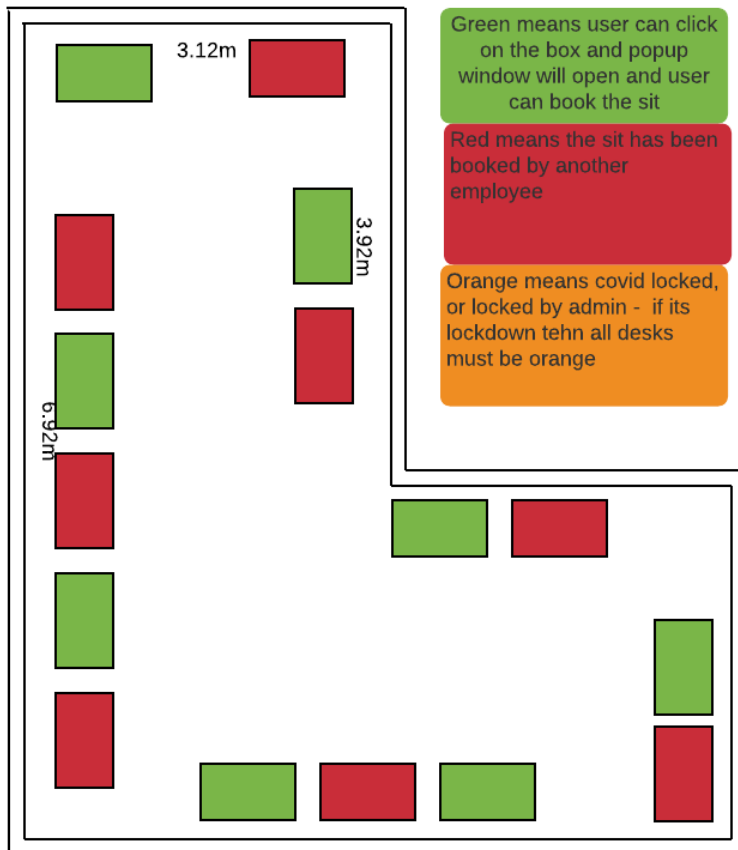 3.12m
3.92m
6.92m
Green means user can click
on the box and popup
window will open and user
can book the sit
Red means the sit has been
booked by another
employee
Orange means covid locked,
or locked by admin -  if its
lockdown tehn all desks
must be orange